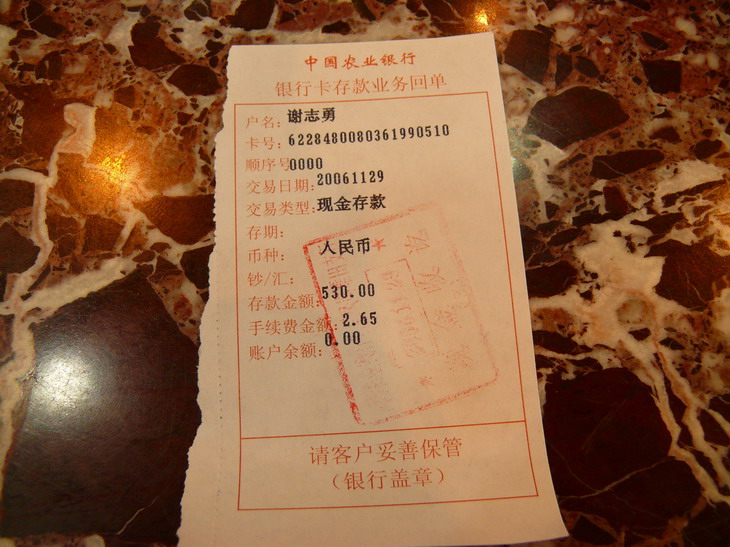 中国农业银行
银行卡存款业务回单
户名: 谢志勇
卡号: 6228480080361990510
顺序号0000
交易日期: 20061129
交易类型: 现金存款
存期:
币种: 人民币
钞/汇:
存款金额: 530.00
手续费金额: 2.65
账户余额: 0.00
请客户妥善保管
（银行盖章）